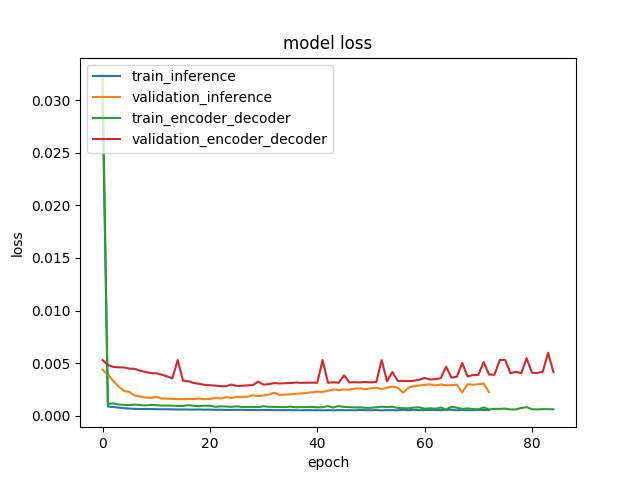 model loss
train_inference
validation_inference
train_encoder_decoder
validation_encoder_decoder
0.030
0.025
0.020
0.015
0.010
0.005
0.000
loss
0 20 40 60 80
epoch